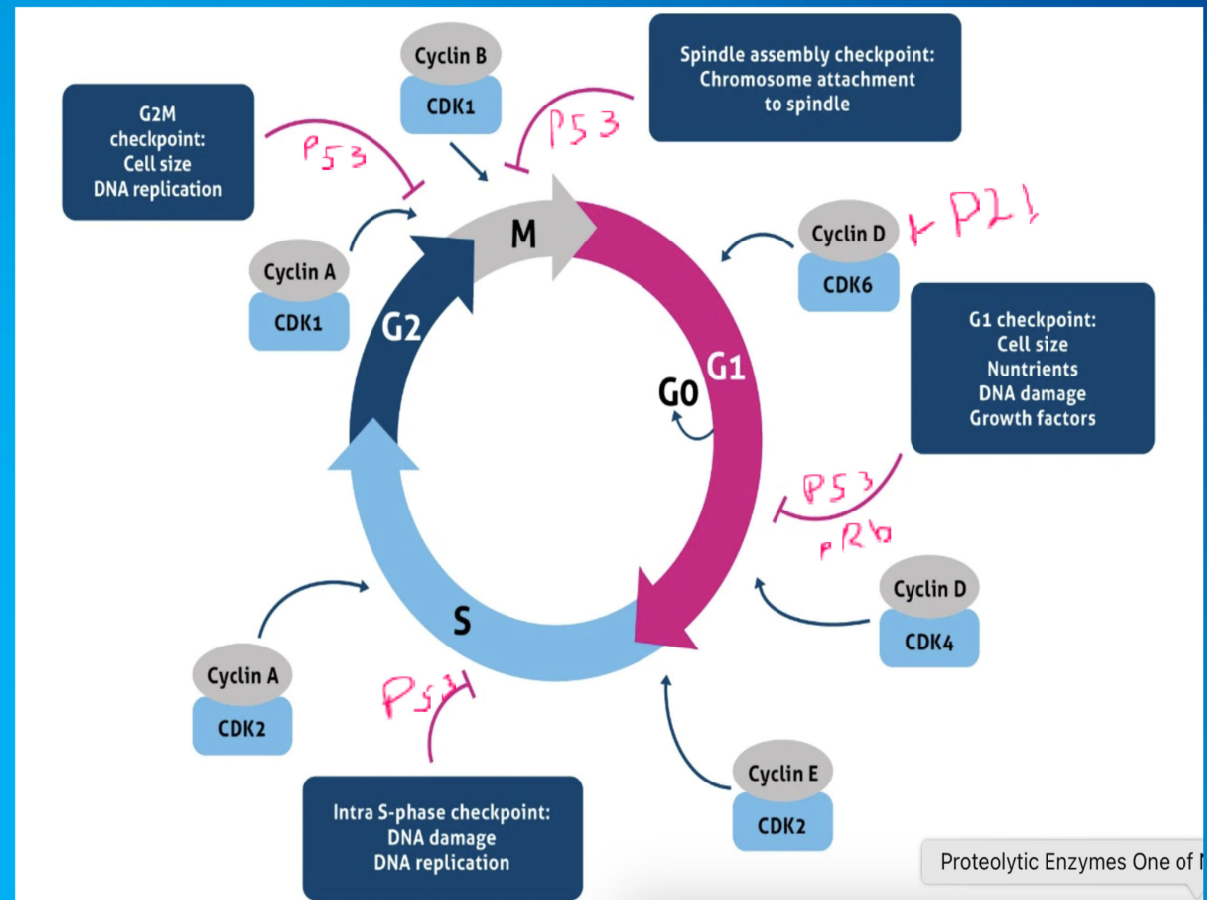 Cyclin B
CDK1
Spindle assembly checkpoint:
Chromosome attachment
to spindle
P53
G2M
checkpoint:
Cell size
DNA replication
P53
M
Cyclin D
CDK6
P21
Cyclin A
CDK1
G2
G1 checkpoint:
Cell size
Nuntrients
DNA damage
Growth factors
G1
G0
P53
pRb
Cyclin D
CDK4
S
Cyclin A
CDK2
P53
Cyclin E
CDK2
Intra S-phase checkpoint:
DNA damage
DNA replication
Proteolytic Enzymes One of